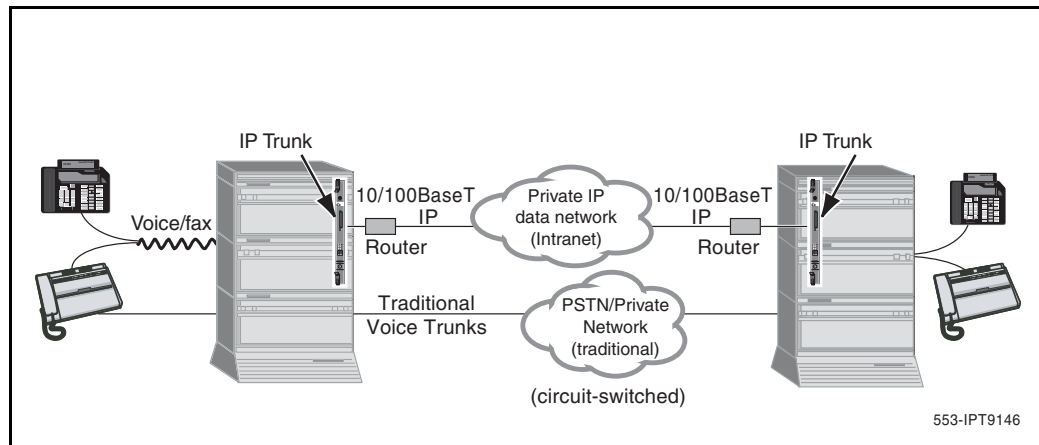 IP Trunk
IP Trunk
10/100BaseT
IP
Private IP
data network
(Intranet)
10/100BaseT
IP
Voice/fax
Router
Router
Traditional
Voice Trunks
PSTN/Private
Network
(traditional)
(circuit-switched)
553-IPT9146